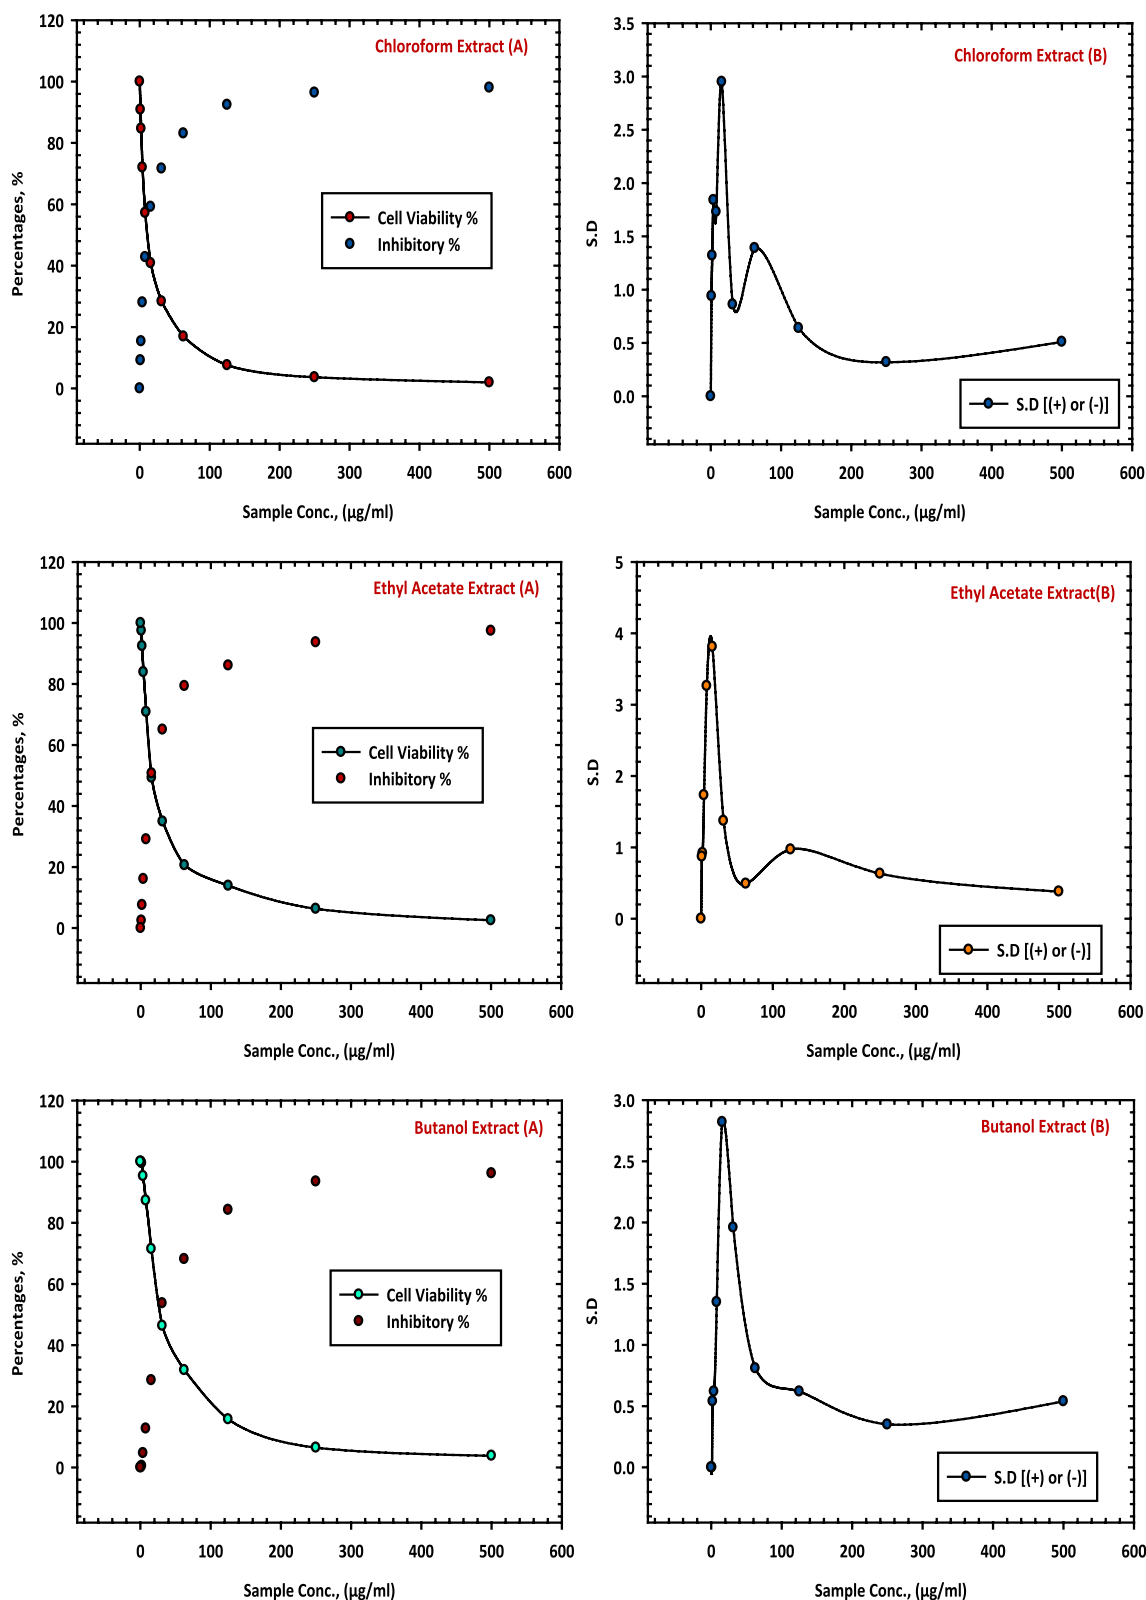 Chloroform Extract (A)
Percentages, %
120
100
80
60
40
20
0
Cell Viability %
Inhibitory %
0 100 200 300 400 500 600
Sample Conc., (µg/ml)
Chloroform Extract (B)
S.D
3.5
3.0
2.5
2.0
1.5
1.0
0.5
0.0
S.D [(+) or (-)]
0 100 200 300 400 500 600
Sample Conc., (µg/ml)
Ethyl Acetate Extract (A)
Percentages, %
120
100
80
60
40
20
0
Cell Viability %
Inhibitory %
0 100 200 300 400 500 600
Sample Conc., (µg/ml)
Ethyl Acetate Extract(B)
S.D
5
4
3
2
1
0
S.D [(+) or (-)]
0 100 200 300 400 500 600
Sample Conc., (µg/ml)
Butanol Extract (A)
Percentages, %
120
100
80
60
40
20
0
Cell Viability %
Inhibitory %
0 100 200 300 400 500 600
Sample Conc., (µg/ml)
Butanol Extract (B)
S.D
3.0
2.5
2.0
1.5
1.0
0.5
0.0
S.D [(+) or (-)]
0 100 200 300 400 500 600
Sample Conc., (µg/ml)